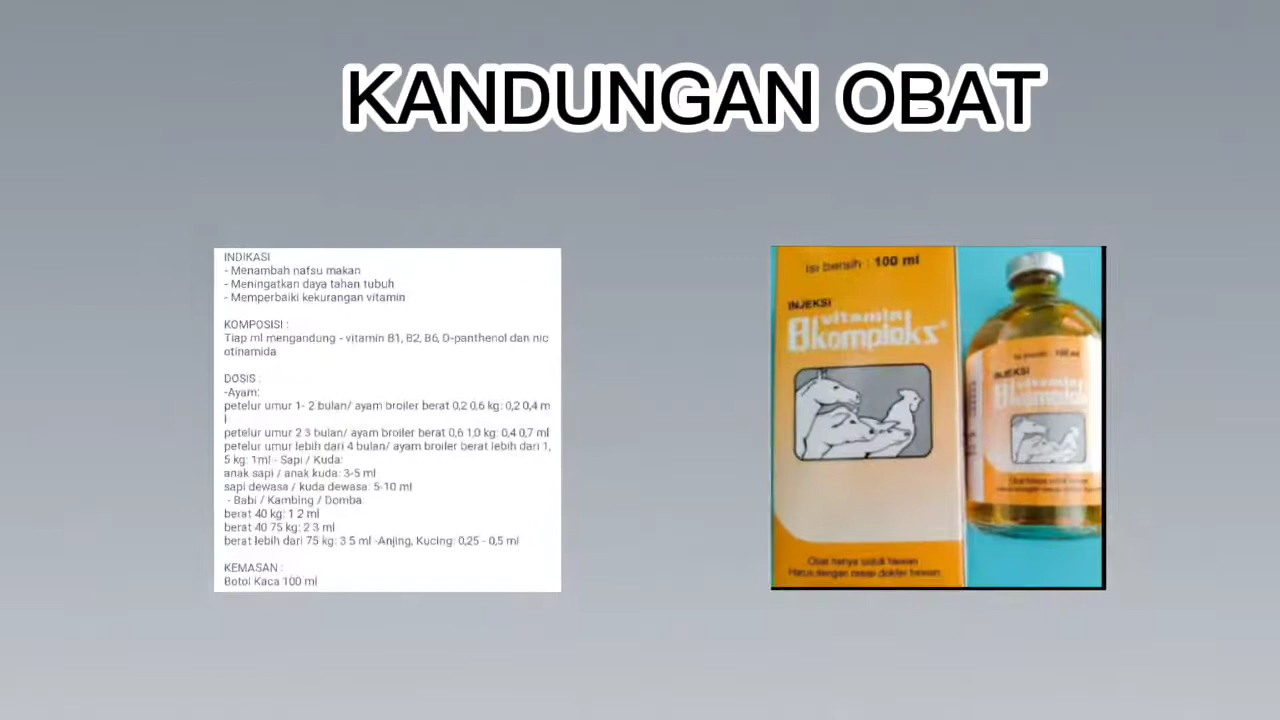 KANDUNGAN OBAT
INDIKASI
- Menambah nafsu makan
- Meningatkan daya tahan tubuh
- Memperbaiki kekurangan vitamin
KOMPOSISI :
Tiap ml mengandung - vitamin B1, B2, B6, D-panthenol dan nic
otinamida
DOSIS :
-Ayam:
petelur umur 1- 2 bulan/ ayam broiler berat 0,2 0,6 kg: 0,2 0,4 m
l
petelur umur 2 3 bulan/ ayam broiler berat 0,6 1,0 kg: 0,4 0,7 ml
petelur umur lebih dari 4 bulan/ ayam broiler berat lebih dari 1,
5 kg: 1ml - Sapi / Kuda:
anak sapi / anak kuda: 3-5 ml
sapi dewasa / kuda dewasa: 5-10 ml
- Babi / Kambing / Domba:
berat 40 kg: 1 2 ml
berat 40 75 kg: 2 3 ml
berat lebih dari 75 kg: 3 5 ml -Anjing, Kucing: 0,25 - 0,5 ml
KEMASAN :
Botol Kaca 100 ml
Isi bersih : 100 ml
INJEKSI
vitamin
Bkompleks
Obat hanya untuk hewan
Harus dengan resep dokter hewan
100 ml
INJEKSI
vitamin
Bkompleks